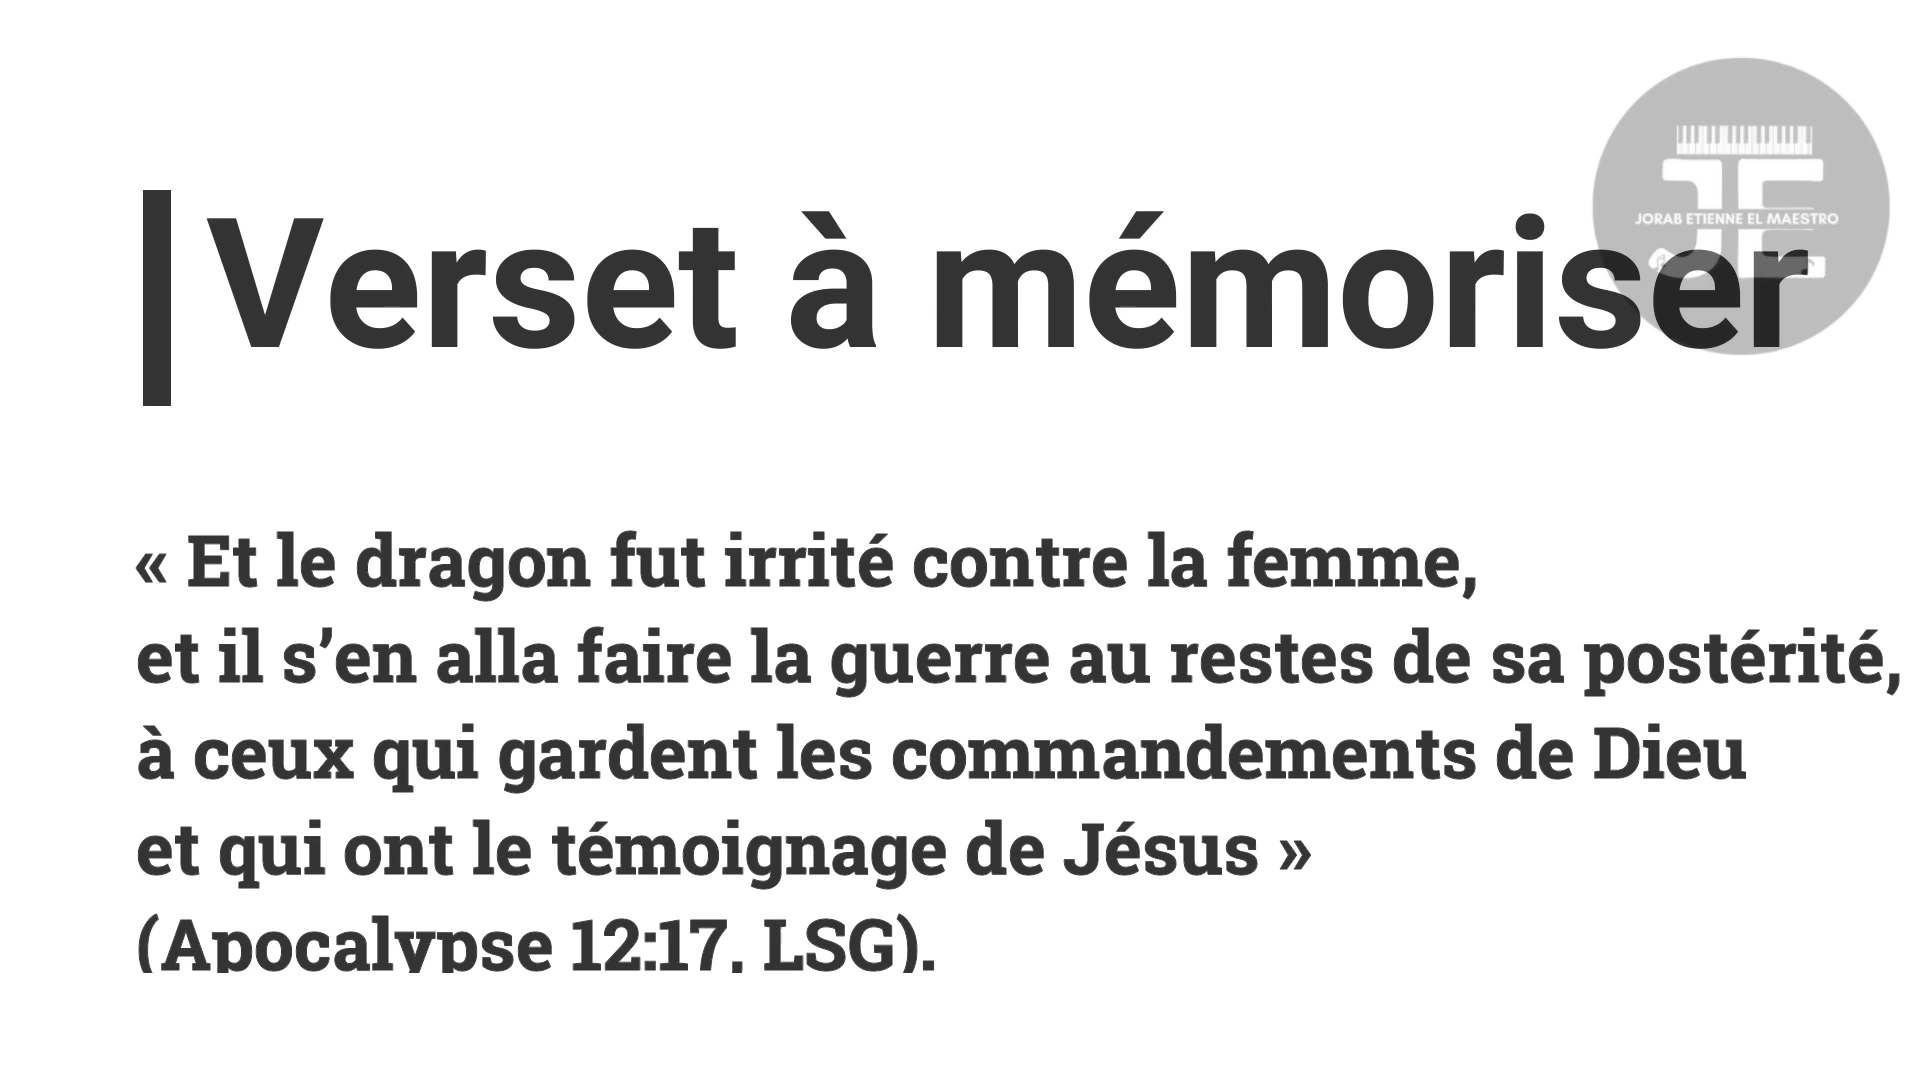 JORAB ETIENNE EL MAESTRO
Verset à mémoriser
« Et le dragon fut irrité contre la femme,
et il s’en alla faire la guerre au restes de sa postérité,
à ceux qui gardent les commandements de Dieu
et qui ont le témoignage de Jésus »
(Apocalypse 12:17, LSG).